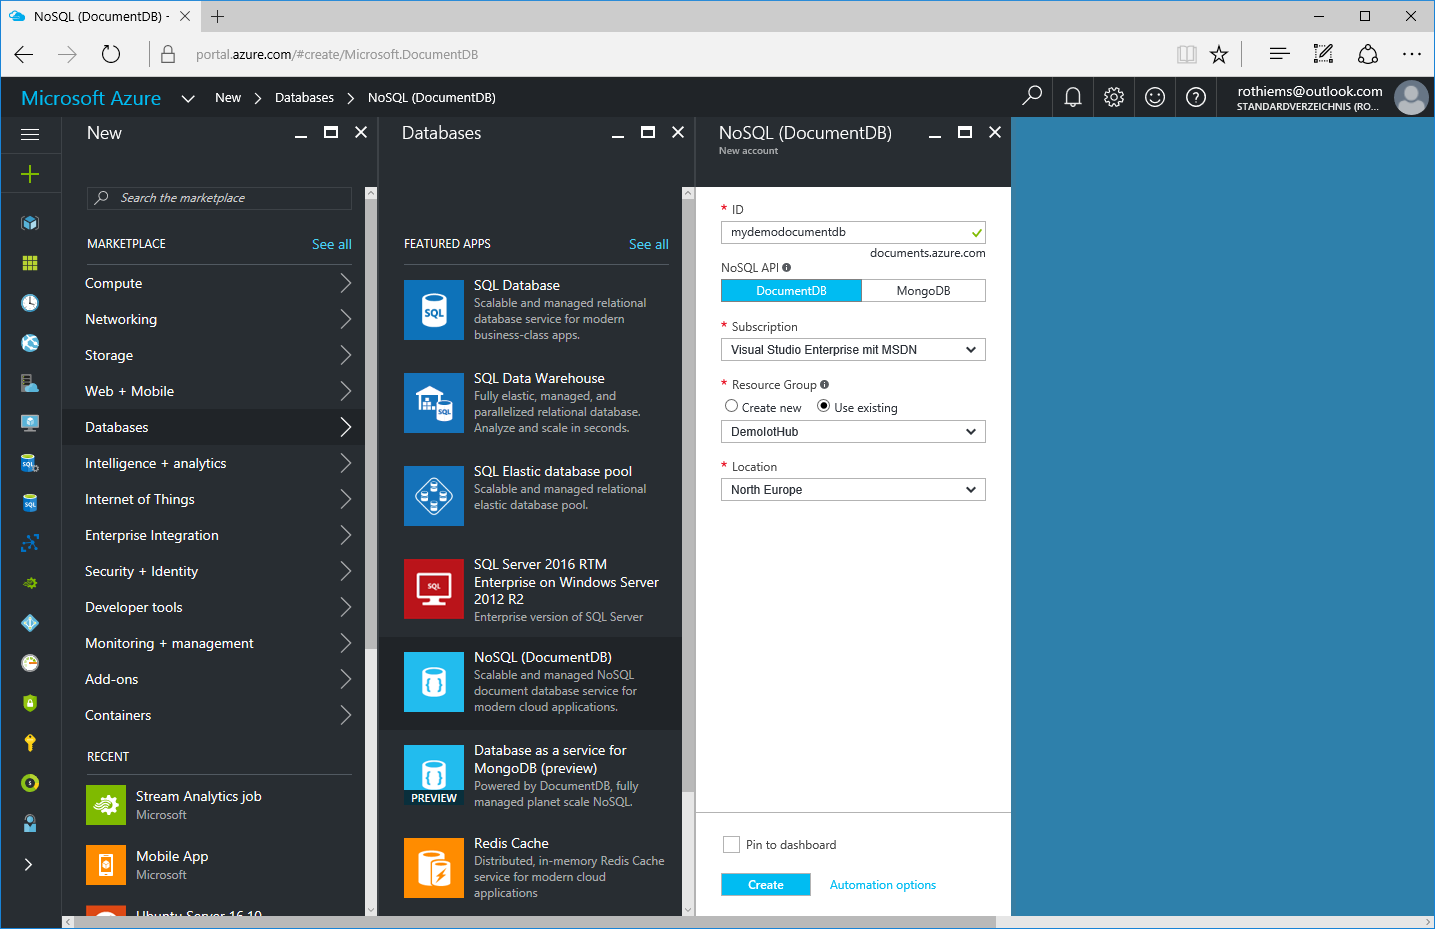 NoSQL (DocumentDB) -
portal.azure.com/#create/Microsoft.DocumentDB
Microsoft Azure
New
Databases
NoSQL (DocumentDB)
rothiems@outlook.com
STANDARDVERZEICHNIS (RO...
New
Search the marketplace
MARKETPLACE
See all
Compute
Networking
Storage
Web + Mobile
Databases
Intelligence + analytics
Internet of Things
Enterprise Integration
Security + Identity
Developer tools
Monitoring + management
Add-ons
Containers
RECENT
Stream Analytics job
Microsoft
Mobile App
Microsoft
Ubuntu Server 16.10
Databases
FEATURED APPS
See all
SQL
SQL Database
Scalable and managed relational
database service for modern
business-class apps.
SQL
SQL Data Warehouse
Fully elastic, managed, and
parallelized relational database.
Analyze and scale in seconds.
SQL Elastic database pool
Scalable and managed relational
elastic database pool.
SQL
SQL Server 2016 RTM
Enterprise on Windows Server
2012 R2
Enterprise version of SQL Server
NoSQL (DocumentDB)
Scalable and managed NoSQL
document database service for
modern cloud applications.
PREVIEW
Database as a service for
MongoDB (preview)
Powered by DocumentDB, fully
managed planet scale NoSQL.
Redis Cache
Distributed, in-memory Redis Cache
service for modern cloud
applications
NoSQL (DocumentDB)
New account
* ID
mydemodocumentdb
documents.azure.com
NoSQL API
DocumentDB
MongoDB
* Subscription
Visual Studio Enterprise mit MSDN
* Resource Group
Create new
Use existing
DemoIotHub
* Location
North Europe
Pin to dashboard
Create
Automation options